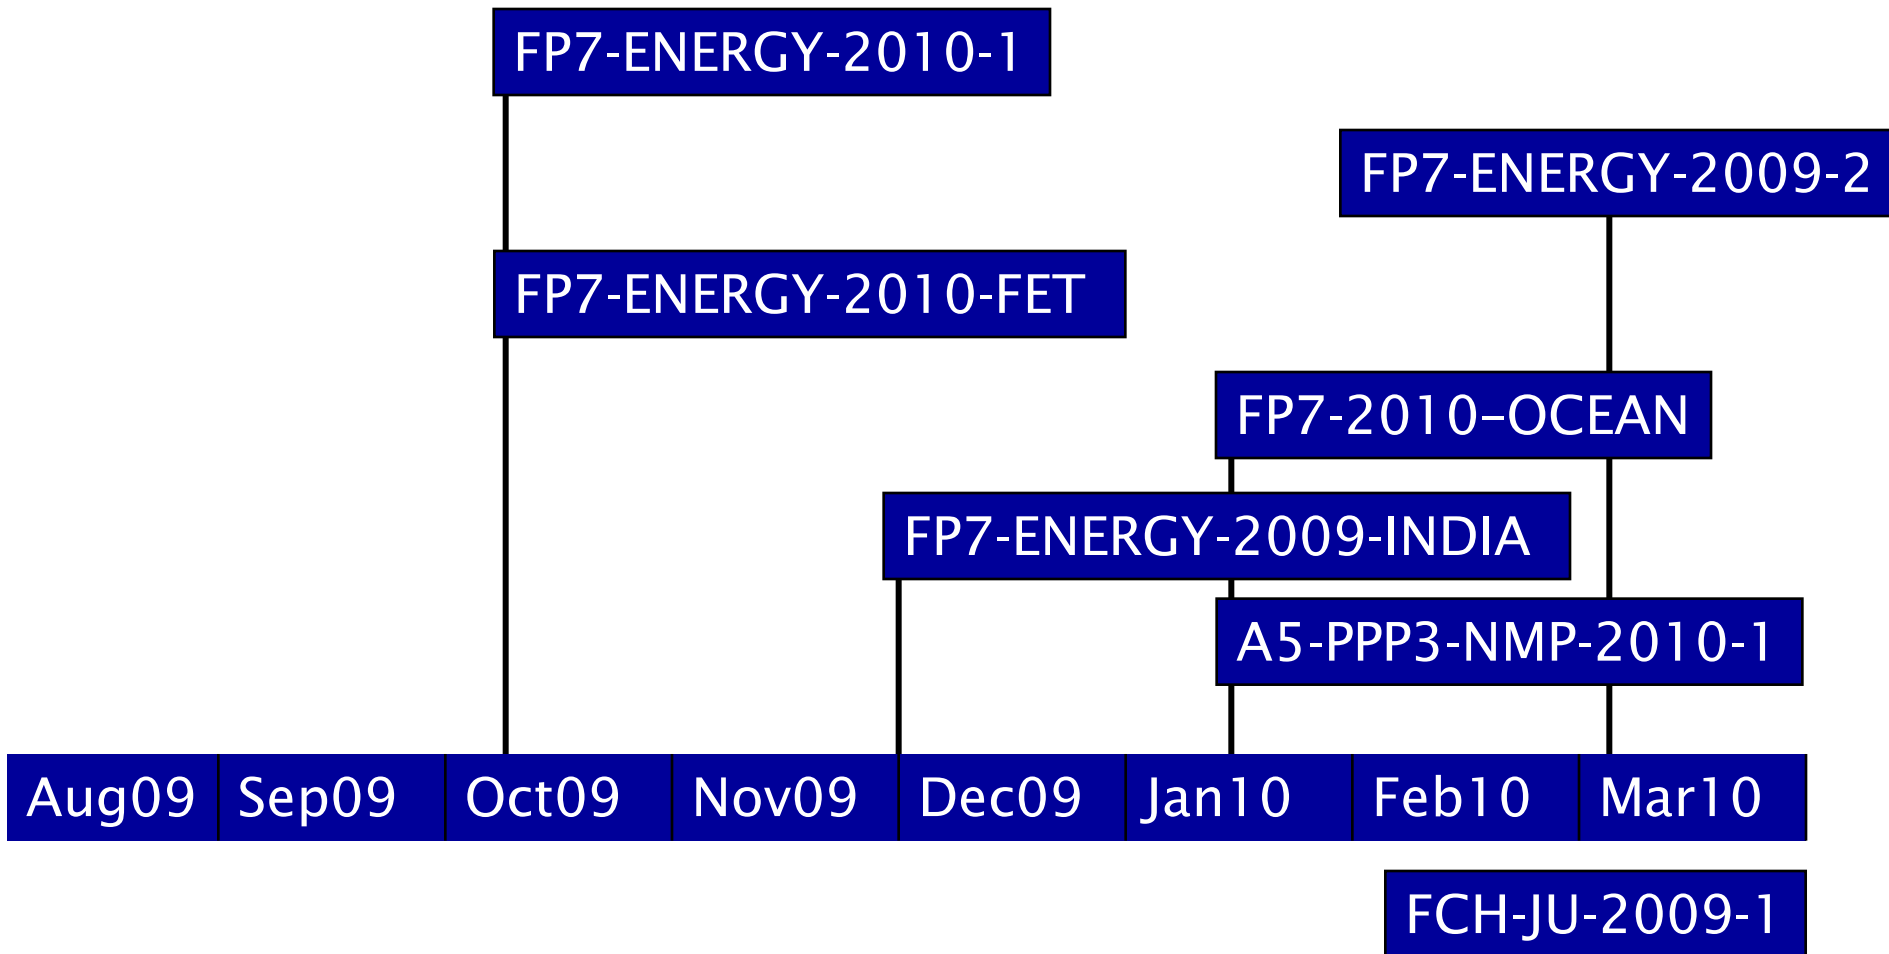 FP7-ENERGY-2010-1
FP7-ENERGY-2009-2
FP7-ENERGY-2010-FET
FP7-2010–OCEAN
FP7-ENERGY-2009-INDIA
A5-PPP3-NMP-2010-1
Aug09 Sep09 Oct09 Nov09 Dec09 Jan10 Feb10 Mar10
FCH-JU-2009-1